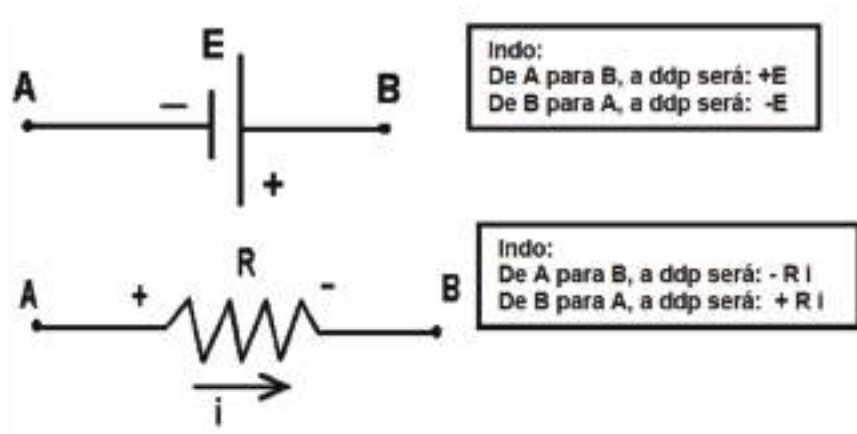 E
A
B
−
+
Indo:
De A para B, a ddp será: +E
De B para A, a ddp será: -E
R
A
+
-
B
i
Indo:
De A para B, a ddp será: - R i
De B para A, a ddp será: + R i